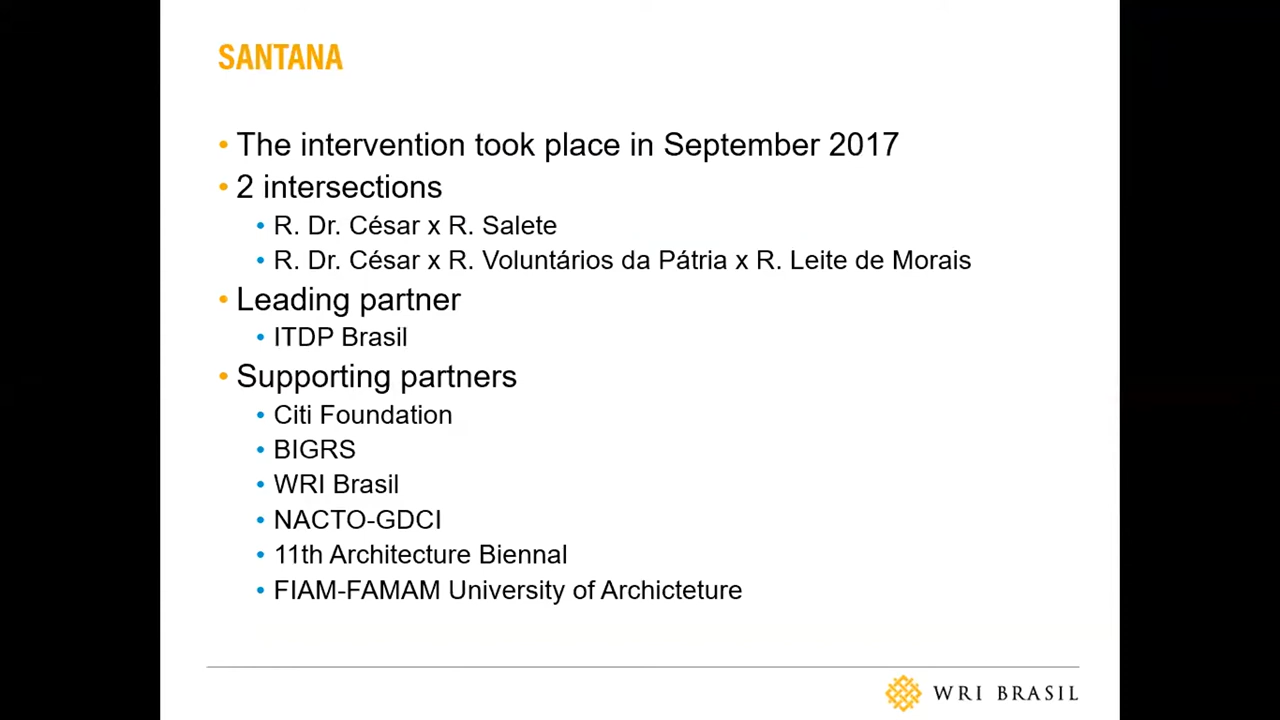 SANTANA
• The intervention took place in September 2017
• 2 intersections
• R. Dr. César x R. Salete
• R. Dr. César x R. Voluntários da Pátria x R. Leite de Morais
• Leading partner
• ITDP Brasil
• Supporting partners
• Citi Foundation
• BIGRS
• WRI Brasil
• NACTO-GDCI
• 11th Architecture Biennal
• FIAM-FAMAM University of Archicteture
WRI BRASIL